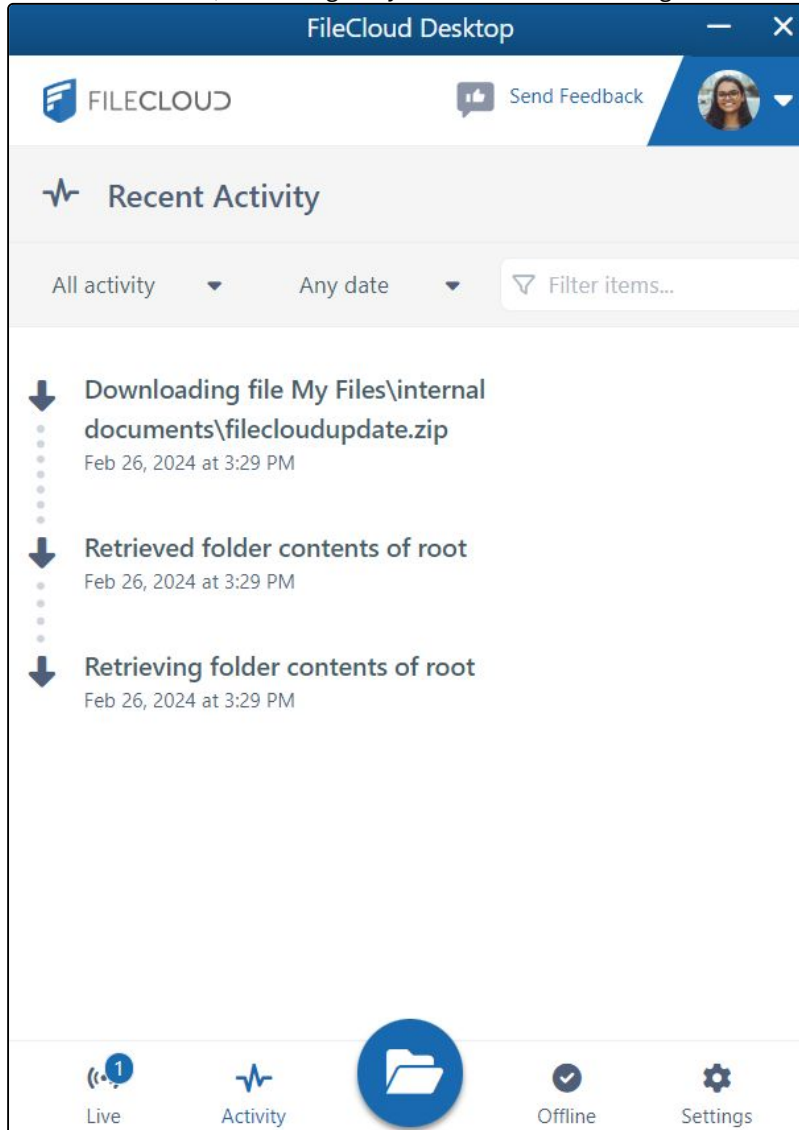 FileCloud Desktop
FILECLOUD
Send Feedback
Recent Activity
All activity
Any date
Filter items...
Downloading file My Files\internal
documents\filecloudupdate.zip
Feb 26, 2024 at 3:29 PM
Retrieved folder contents of root
Feb 26, 2024 at 3:29 PM
Retrieving folder contents of root
Feb 26, 2024 at 3:29 PM
1
Live
Activity
Offline
Settings